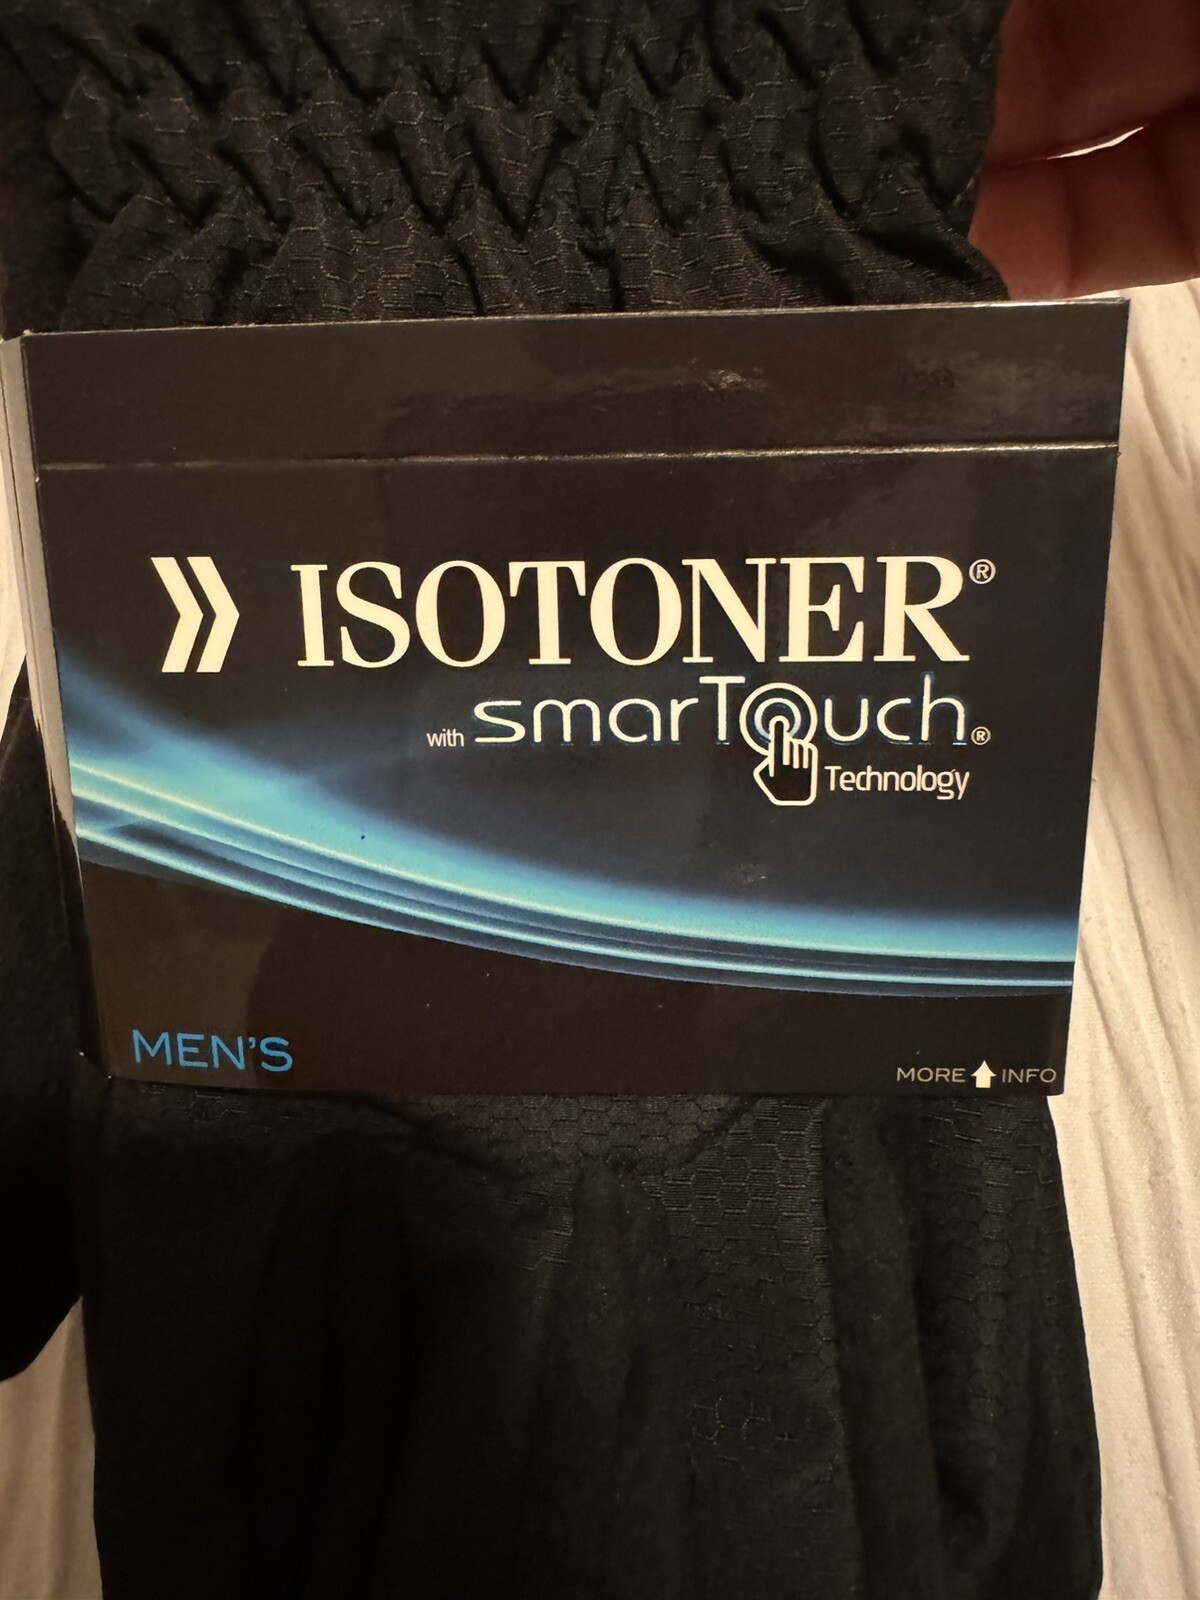 ISOTONER®
with smarTouch®
Technology
MEN'S
MORE INFO